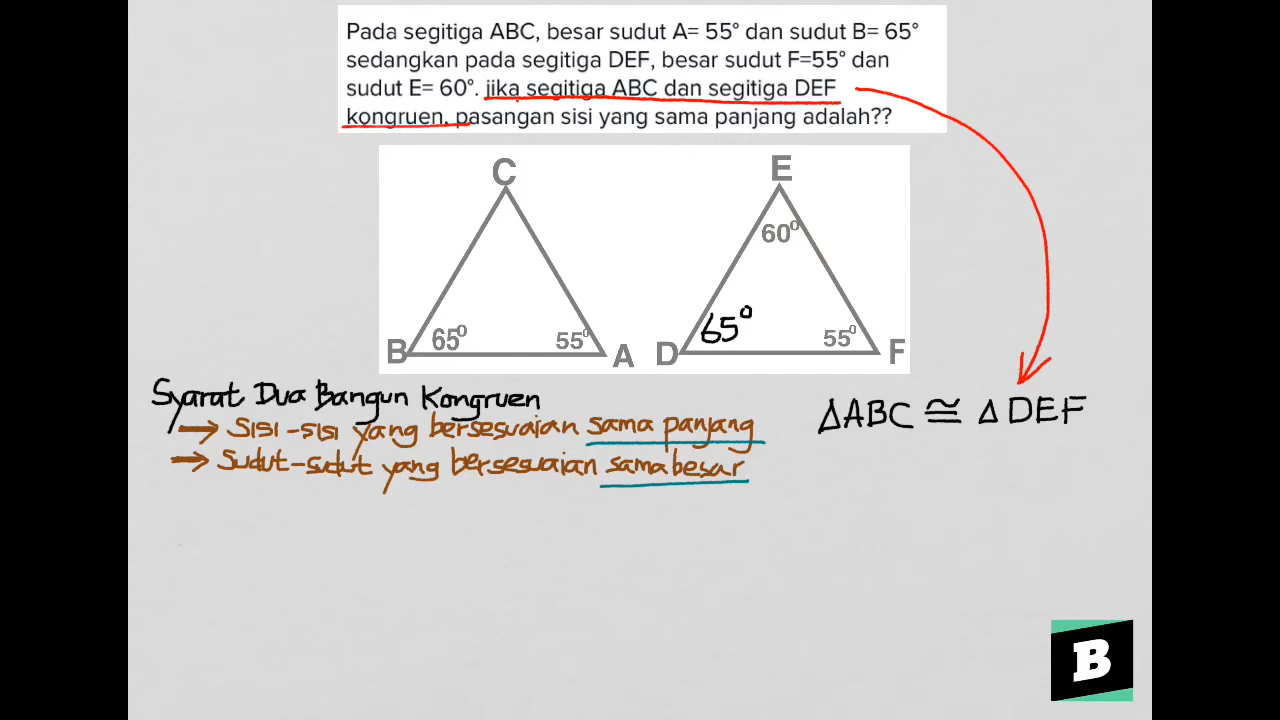 Pada segitiga ABC, besar sudut A= 55° dan sudut B= 65°
sedangkan pada segitiga DEF, besar sudut F=55° dan
sudut E= 60°. jika segitiga ABC dan segitiga DEF
kongruen, pasangan sisi yang sama panjang adalah??
C
E
60°
65°
55°
65°
55°
B
A
D
F
Syarat Dua Bangun Kongruen
→ Sisi-sisi yang bersesuaian sama panjang
→ Sudut-sudut yang bersesuaian sama besar
△ABC ≅ △DEF
B